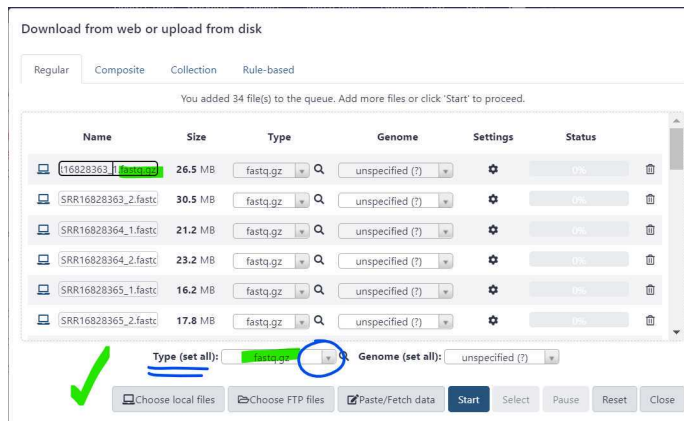 Download from web or upload from disk
Regular Composite Collection Rule-based
You added 34 file(s) to the queue. Add more files or click 'Start' to proceed.
Name Size Type Genome Settings Status
16828363_1.fastq.gz 26.5 MB fastq.gz unspecified (?) 0%
SRR16828363_2.fastc 30.5 MB fastq.gz unspecified (?) 0%
SRR16828364_1.fastc 21.2 MB fastq.gz unspecified (?) 0%
SRR16828364_2.fastc 23.2 MB fastq.gz unspecified (?) 0%
SRR16828365_1.fastc 16.2 MB fastq.gz unspecified (?) 0%
SRR16828365_2.fastc 17.8 MB fastq.gz unspecified (?) 0%
Type (set all): fastq.gz Genome (set all): unspecified (?)
Choose local files Choose FTP files Paste/Fetch data Start Select Pause Reset Close